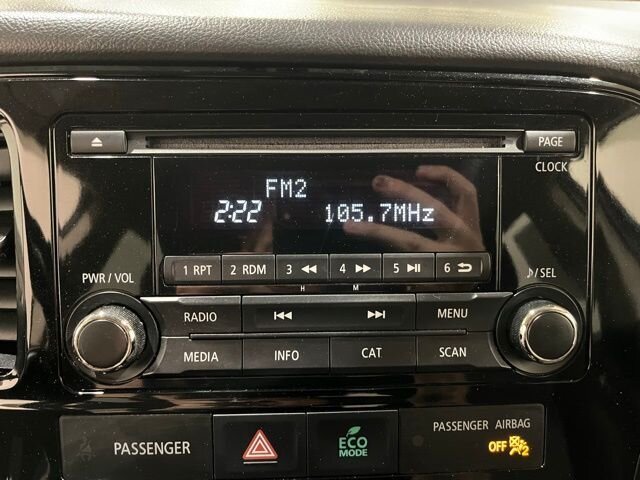 PAGE
CLOCK
FM2
2:22 105.7MHz
1 RPT 2 RDM 3 4 5 6
H M
PWR / VOL
♪/ SEL
RADIO MENU
MEDIA INFO CAT SCAN
PASSENGER
ECO
MODE
PASSENGER AIRBAG
OFF 2